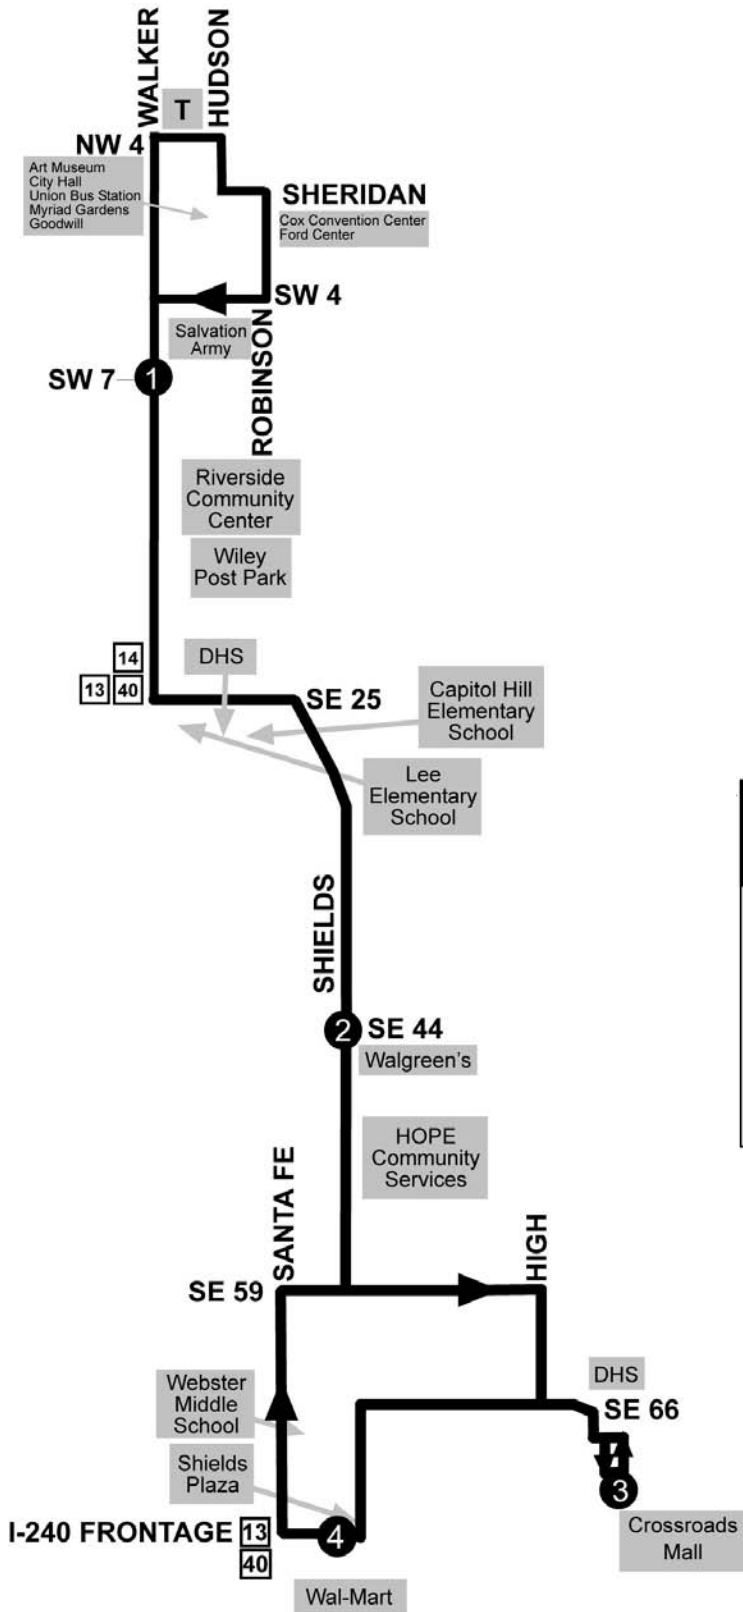 WALKER
HUDSON
T
NW 4
Art Museum
City Hall
Union Bus Station
Myriad Gardens
Goodwill
SHERIDAN
Cox Convention Center
Ford Center
SW 4
Salvation
Army
ROBINSON
SW 7
1
Riverside
Community
Center
Wiley
Post Park
14
13 40
DHS
SE 25
Capitol Hill
Elementary
School
Lee
Elementary
School
SHIELDS
2
SE 44
Walgreen's
HOPE
Community
Services
SANTA FE
HIGH
SE 59
DHS
SE 66
Webster
Middle
School
Shields
Plaza
3
Crossroads
Mall
I-240 FRONTAGE
13
40
4
Wal-Mart